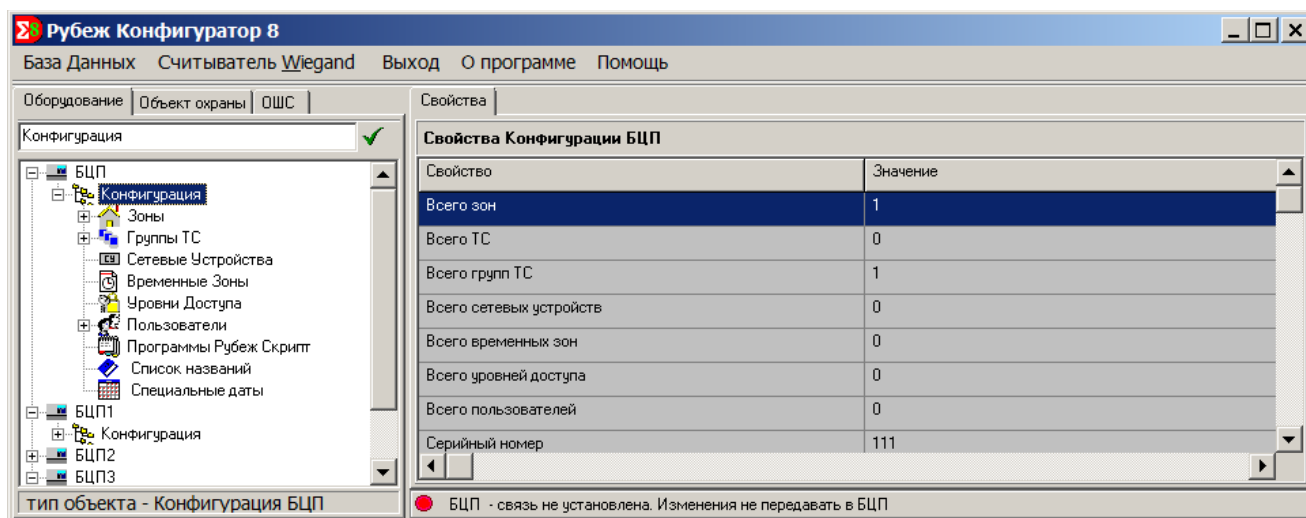 Рубеж Конфигуратор 8
База Данных Считыватель Wiegand Выход О программе Помощь
Оборудование Объект охраны ОШС
Конфигурация
БЦП
Конфигурация
Зоны
Группы ТС
Сетевые Устройства
Временные Зоны
Уровни Доступа
Пользователи
Программы Рубеж Скрипт
Список названий
Специальные даты
БЦП1
Конфигурация
БЦП2
БЦП3
тип объекта - Конфигурация БЦП
Свойства
Свойства Конфигурации БЦП
Свойство Значение
Всего зон 1
Всего ТС 0
Всего групп ТС 1
Всего сетевых устройств 0
Всего временных зон 0
Всего уровней доступа 0
Всего пользователей 0
Серийный номер 111
БЦП - связь не установлена. Изменения не передавать в БЦП